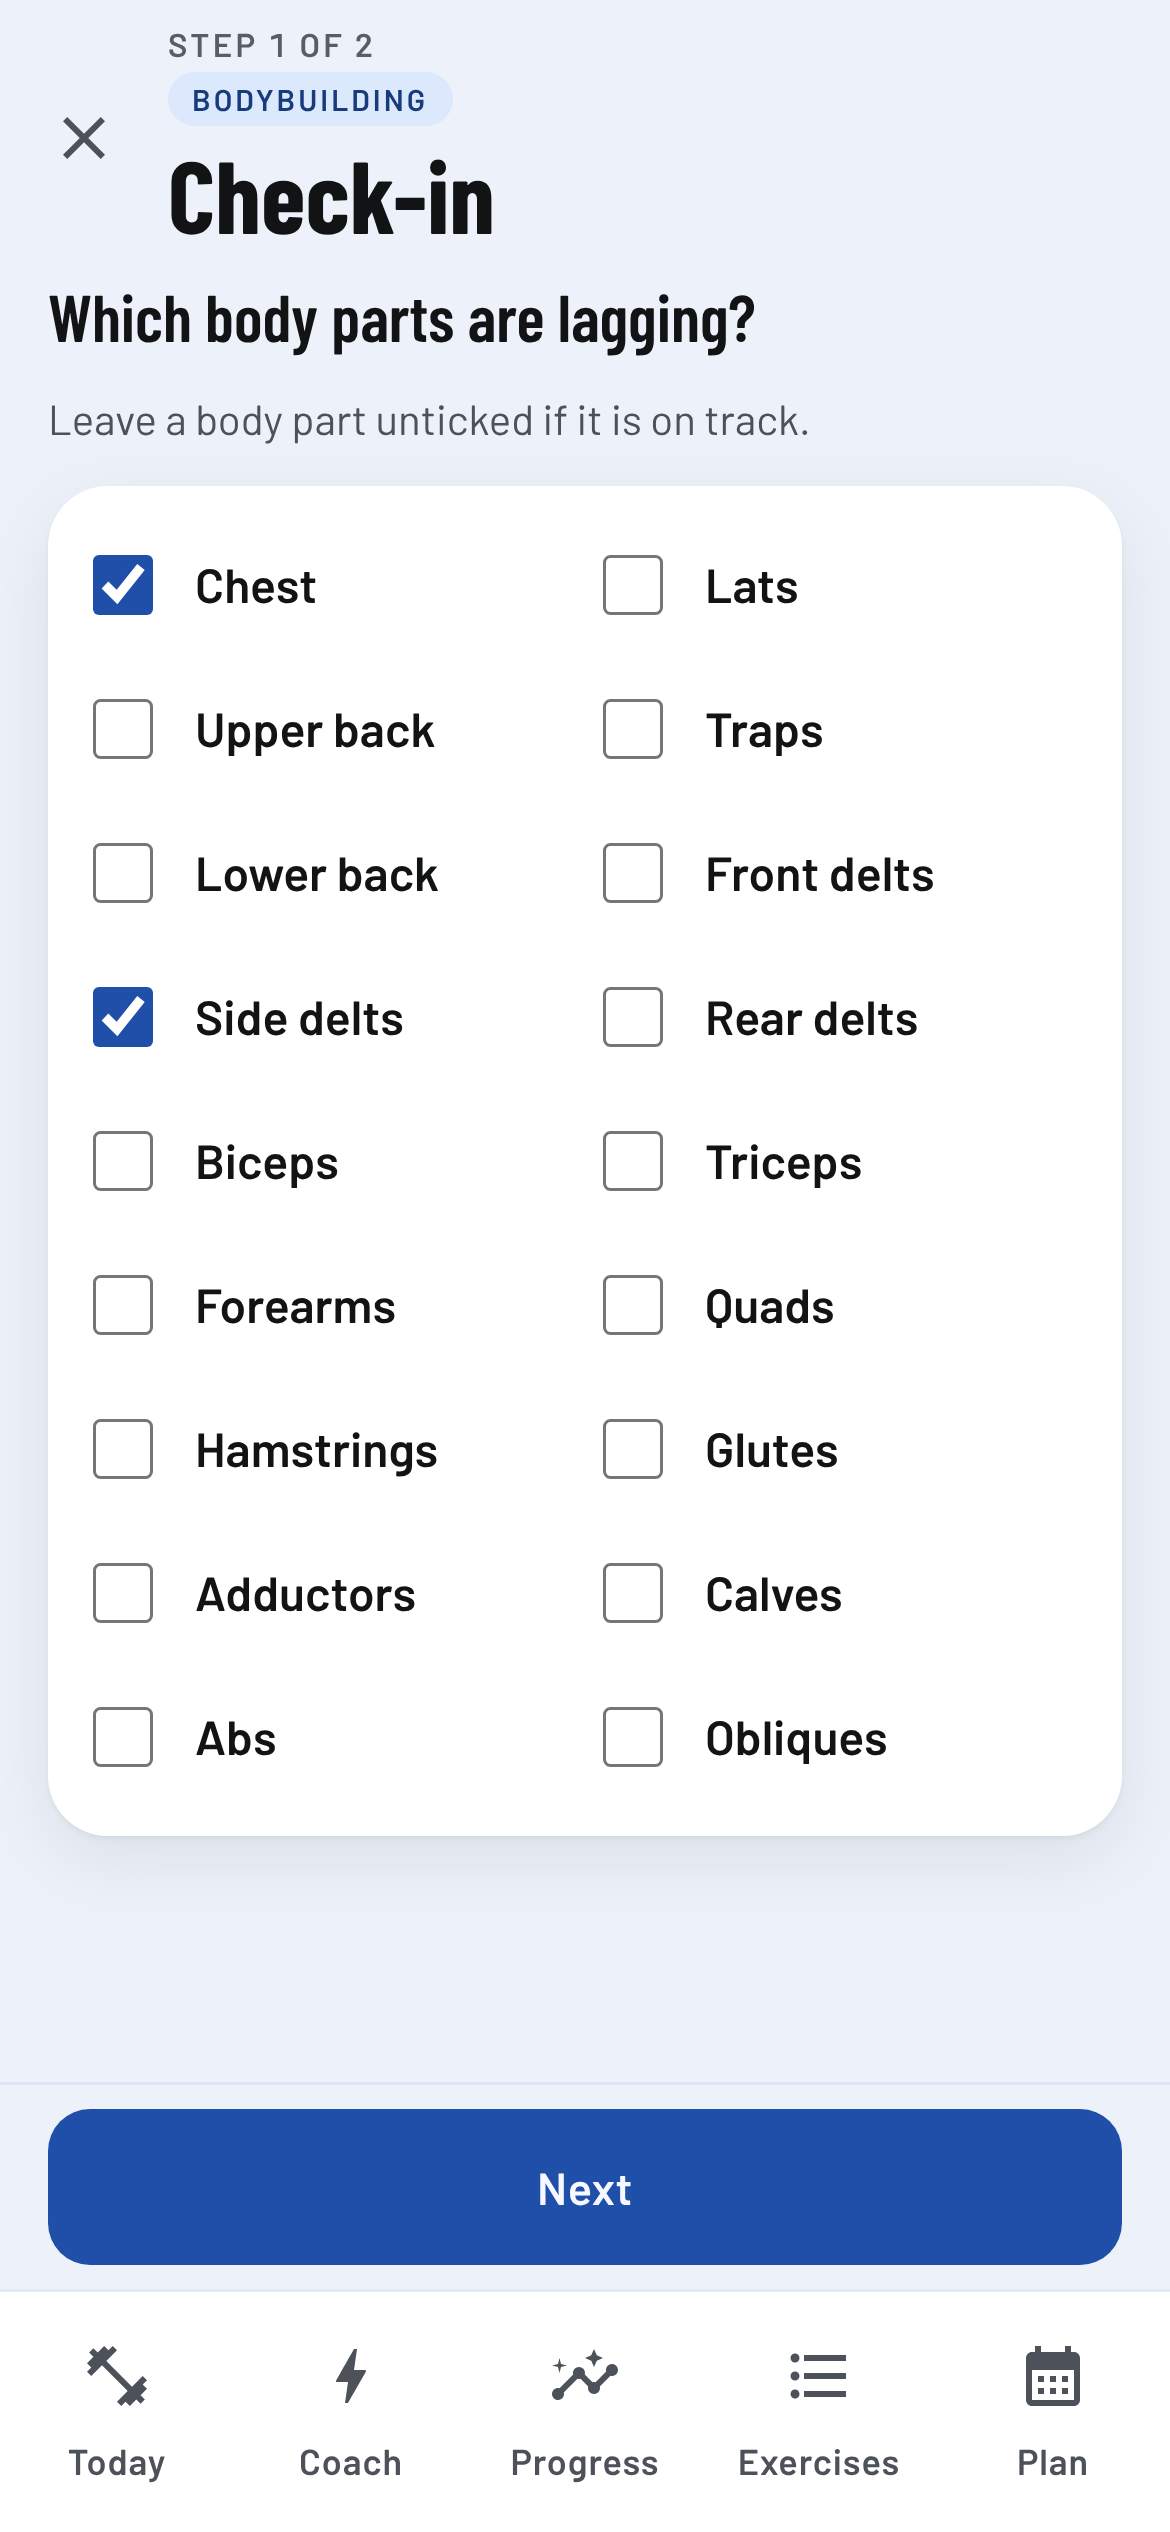 STEP 1 OF 2
BODYBUILDING
Check-in
Which body parts are lagging?
Leave a body part unticked if it is on track.
Chest
Lats
Upper back
Traps
Lower back
Front delts
Side delts
Rear delts
Biceps
Triceps
Forearms
Quads
Hamstrings
Glutes
Adductors
Calves
Abs
Obliques
Next
Today
Coach
Progress
Exercises
Plan